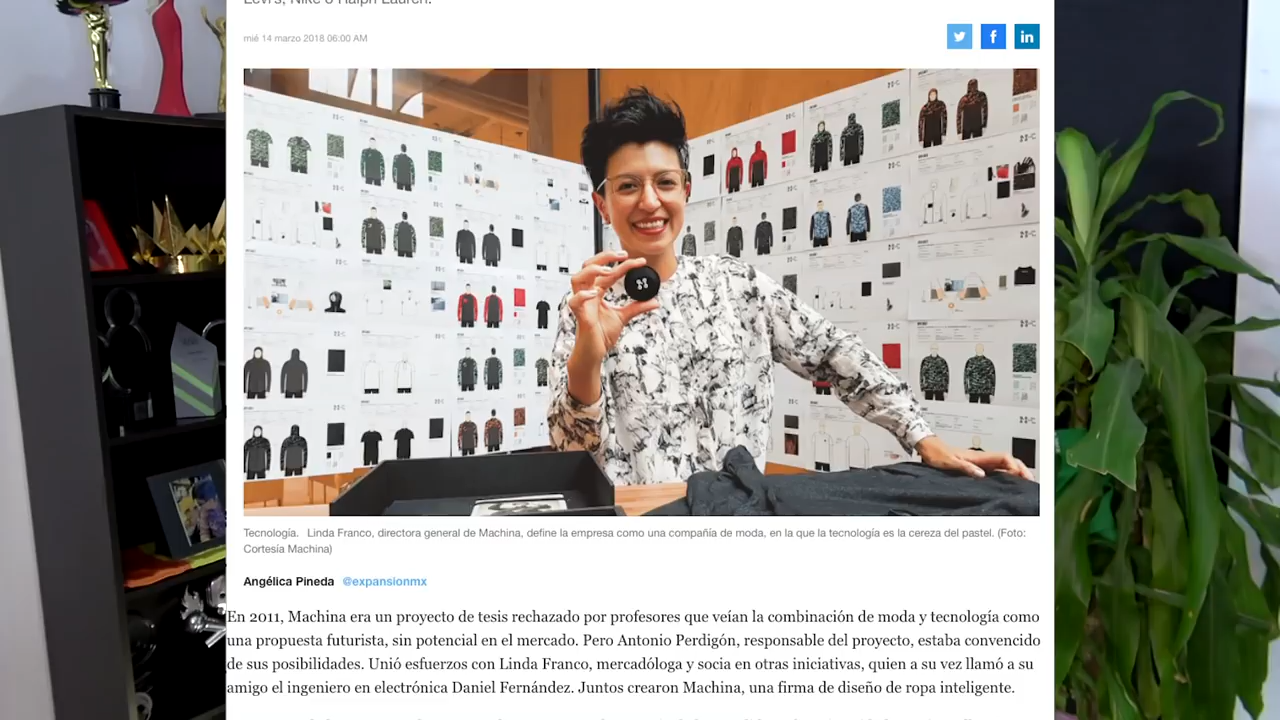 Levi's, Nike o Ralph Lauren.
mié 14 marzo 2018 06:00 AM
Tecnología. Linda Franco, directora general de Machina, define la empresa como una compañía de moda, en la que la tecnología es la cereza del pastel. (Foto:
Cortesía Machina)
Angélica Pineda @expansionmx
En 2011, Machina era un proyecto de tesis rechazado por profesores que veían la combinación de moda y tecnología como
una propuesta futurista, sin potencial en el mercado. Pero Antonio Perdigón, responsable del proyecto, estaba convencido
de sus posibilidades. Unió esfuerzos con Linda Franco, mercadóloga y socia en otras iniciativas, quien a su vez llamó a su
amigo el ingeniero en electrónica Daniel Fernández. Juntos crearon Machina, una firma de diseño de ropa inteligente.